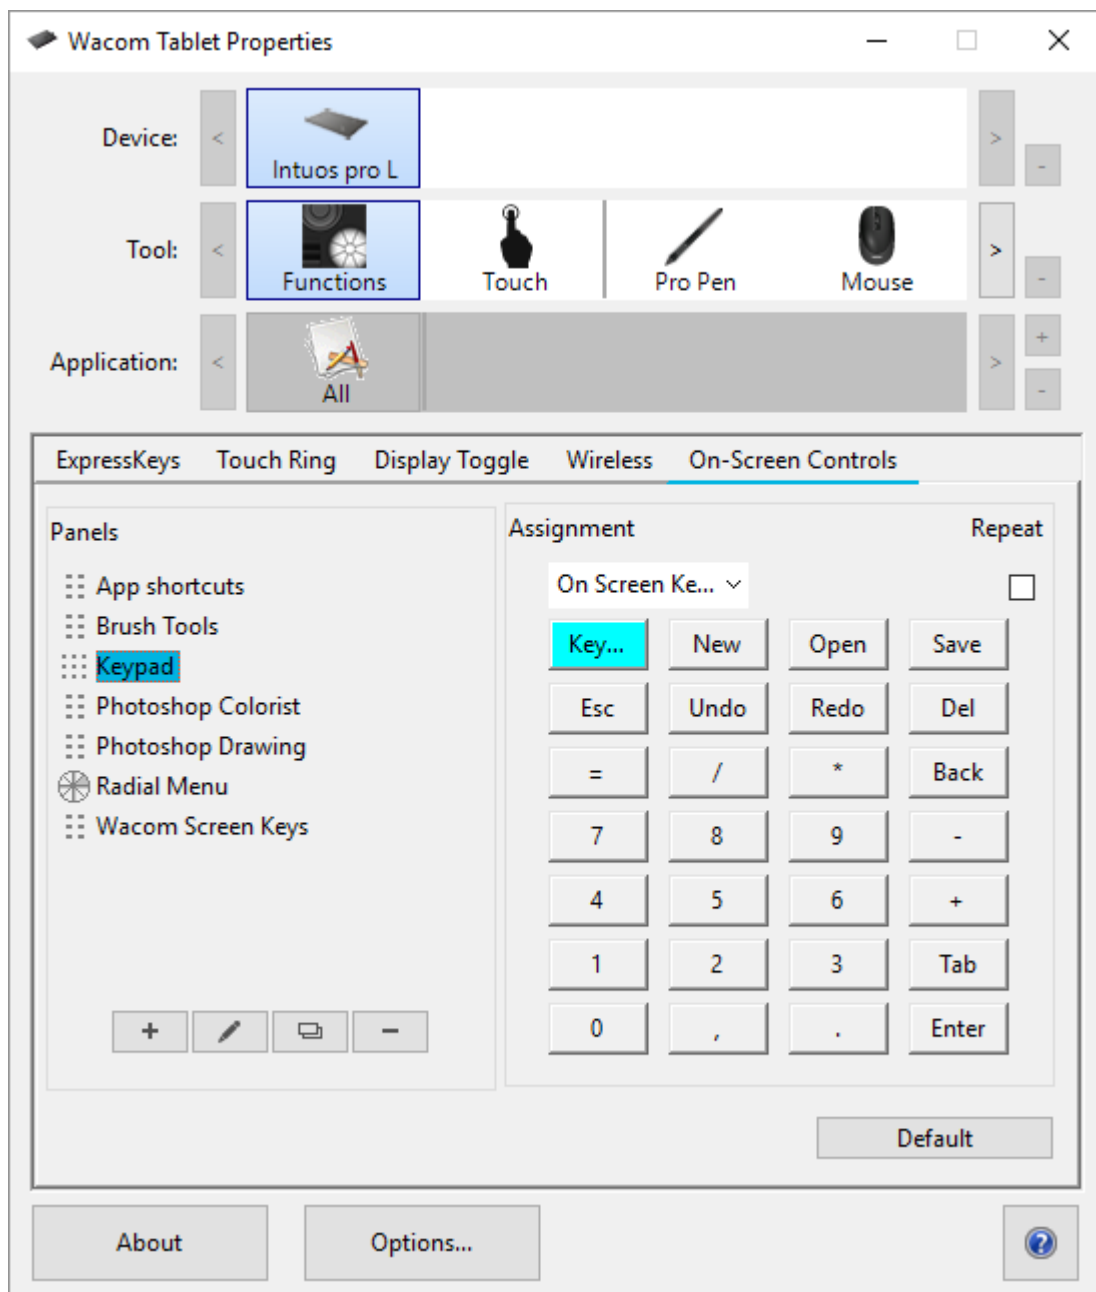 Wacom Tablet Properties
Device:
<
Intuos pro L
>
-
Tool:
<
Functions
Touch
Pro Pen
Mouse
>
-
Application:
<
All
>
+
-
ExpressKeys Touch Ring Display Toggle Wireless On-Screen Controls
Panels
App shortcuts
Brush Tools
Keypad
Photoshop Colorist
Photoshop Drawing
Radial Menu
Wacom Screen Keys
+ -
Assignment Repeat
On Screen Ke...
Key... New Open Save
Esc Undo Redo Del
= / * Back
7 8 9 -
4 5 6 +
1 2 3 Tab
0 , . Enter
Default
About Options... ?